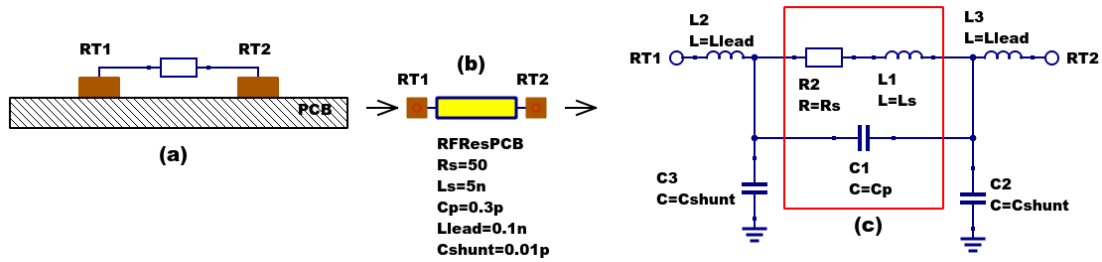 RT1
RT2
PCB
(a)
(b)
RT1
RT2
RFResPCB
Rs=50
Ls=5n
Cp=0.3p
Llead=0.1n
Cshunt=0.01p
L2
L=Llead
RT1
R2
R=Rs
L1
L=Ls
L3
L=Llead
RT2
C1
C=Cp
C3
C=Cshunt
C2
C=Cshunt
(c)